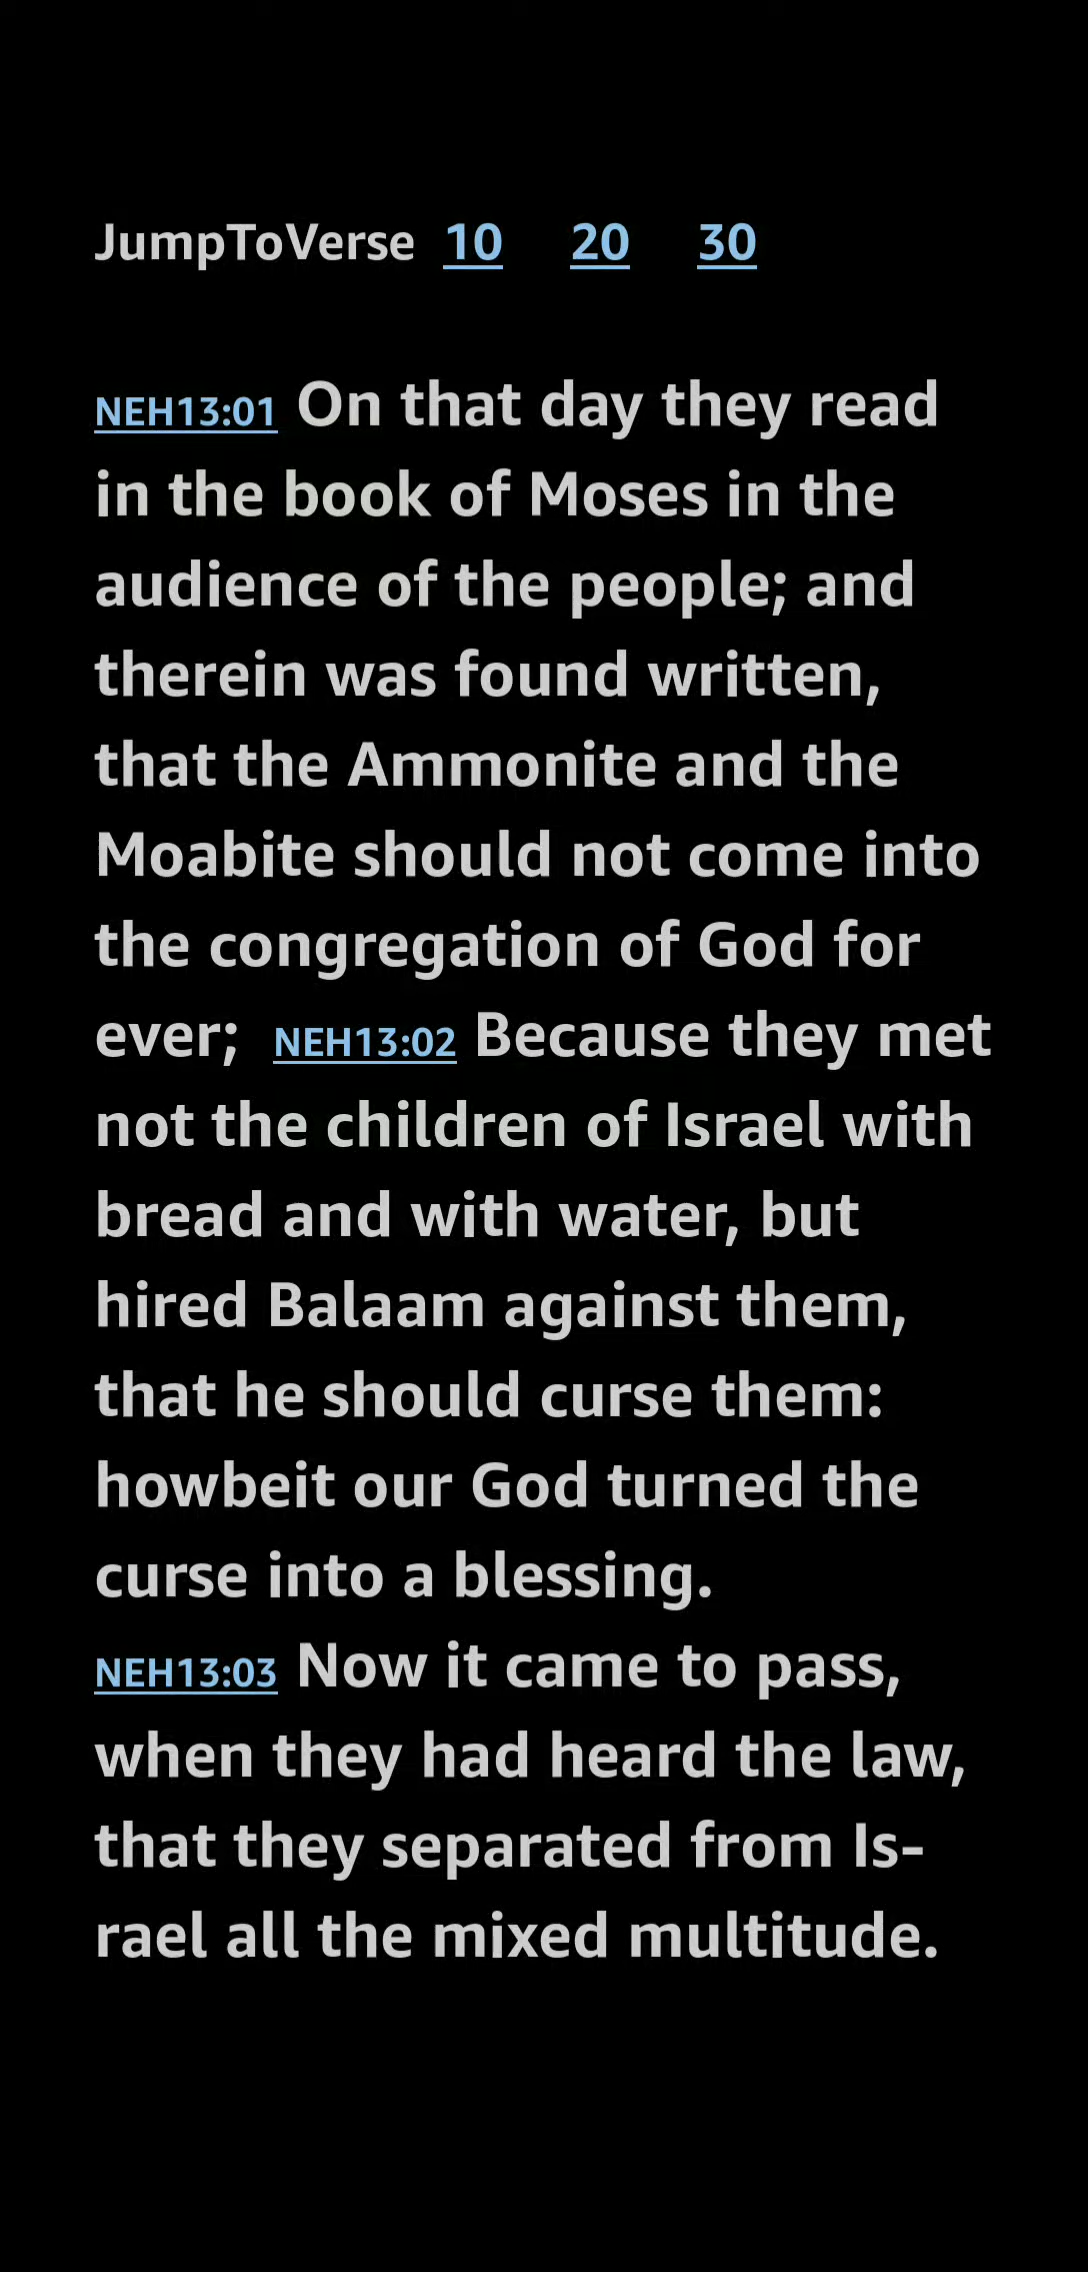 JumpToVerse 10 20 30
NEH13:01 On that day they read
in the book of Moses in the
audience of the people; and
therein was found written,
that the Ammonite and the
Moabite should not come into
the congregation of God for
ever; NEH13:02 Because they met
not the children of Israel with
bread and with water, but
hired Balaam against them,
that he should curse them:
howbeit our God turned the
curse into a blessing.
NEH13:03 Now it came to pass,
when they had heard the law,
that they separated from Is-
rael all the mixed multitude.